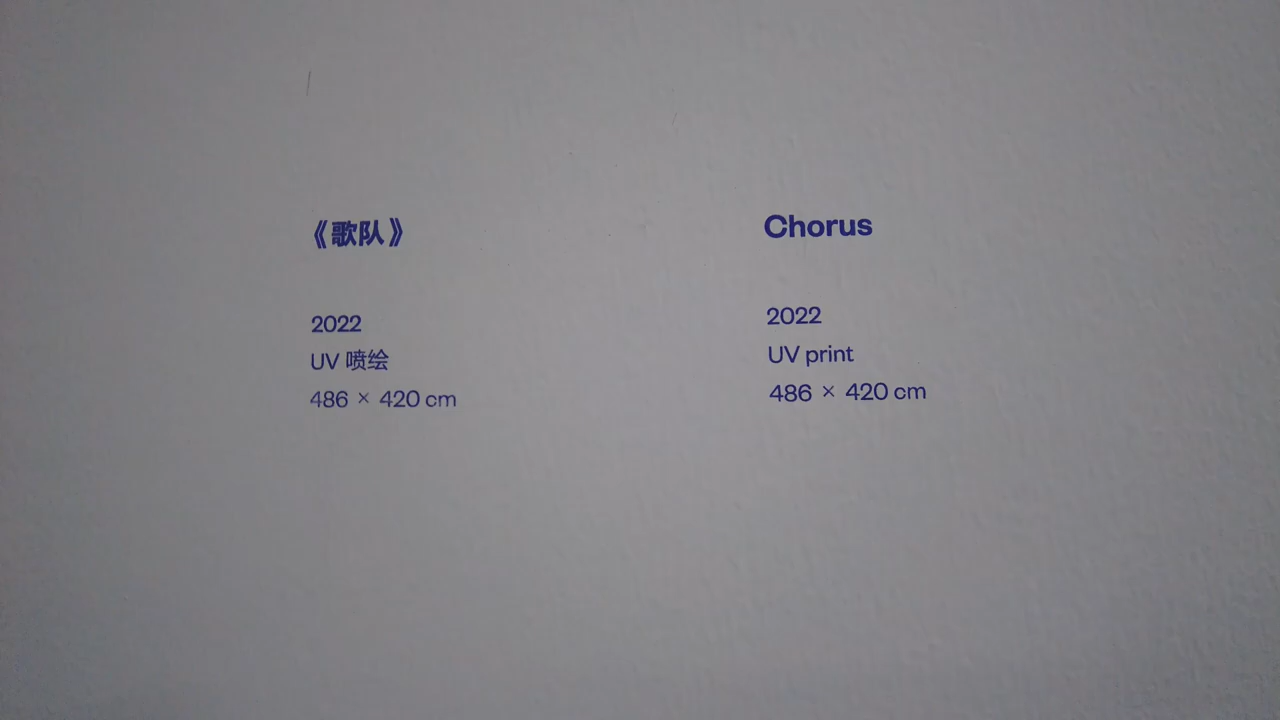 《歌队》
2022
UV 喷绘
486 × 420 cm
Chorus
2022
UV print
486 × 420 cm